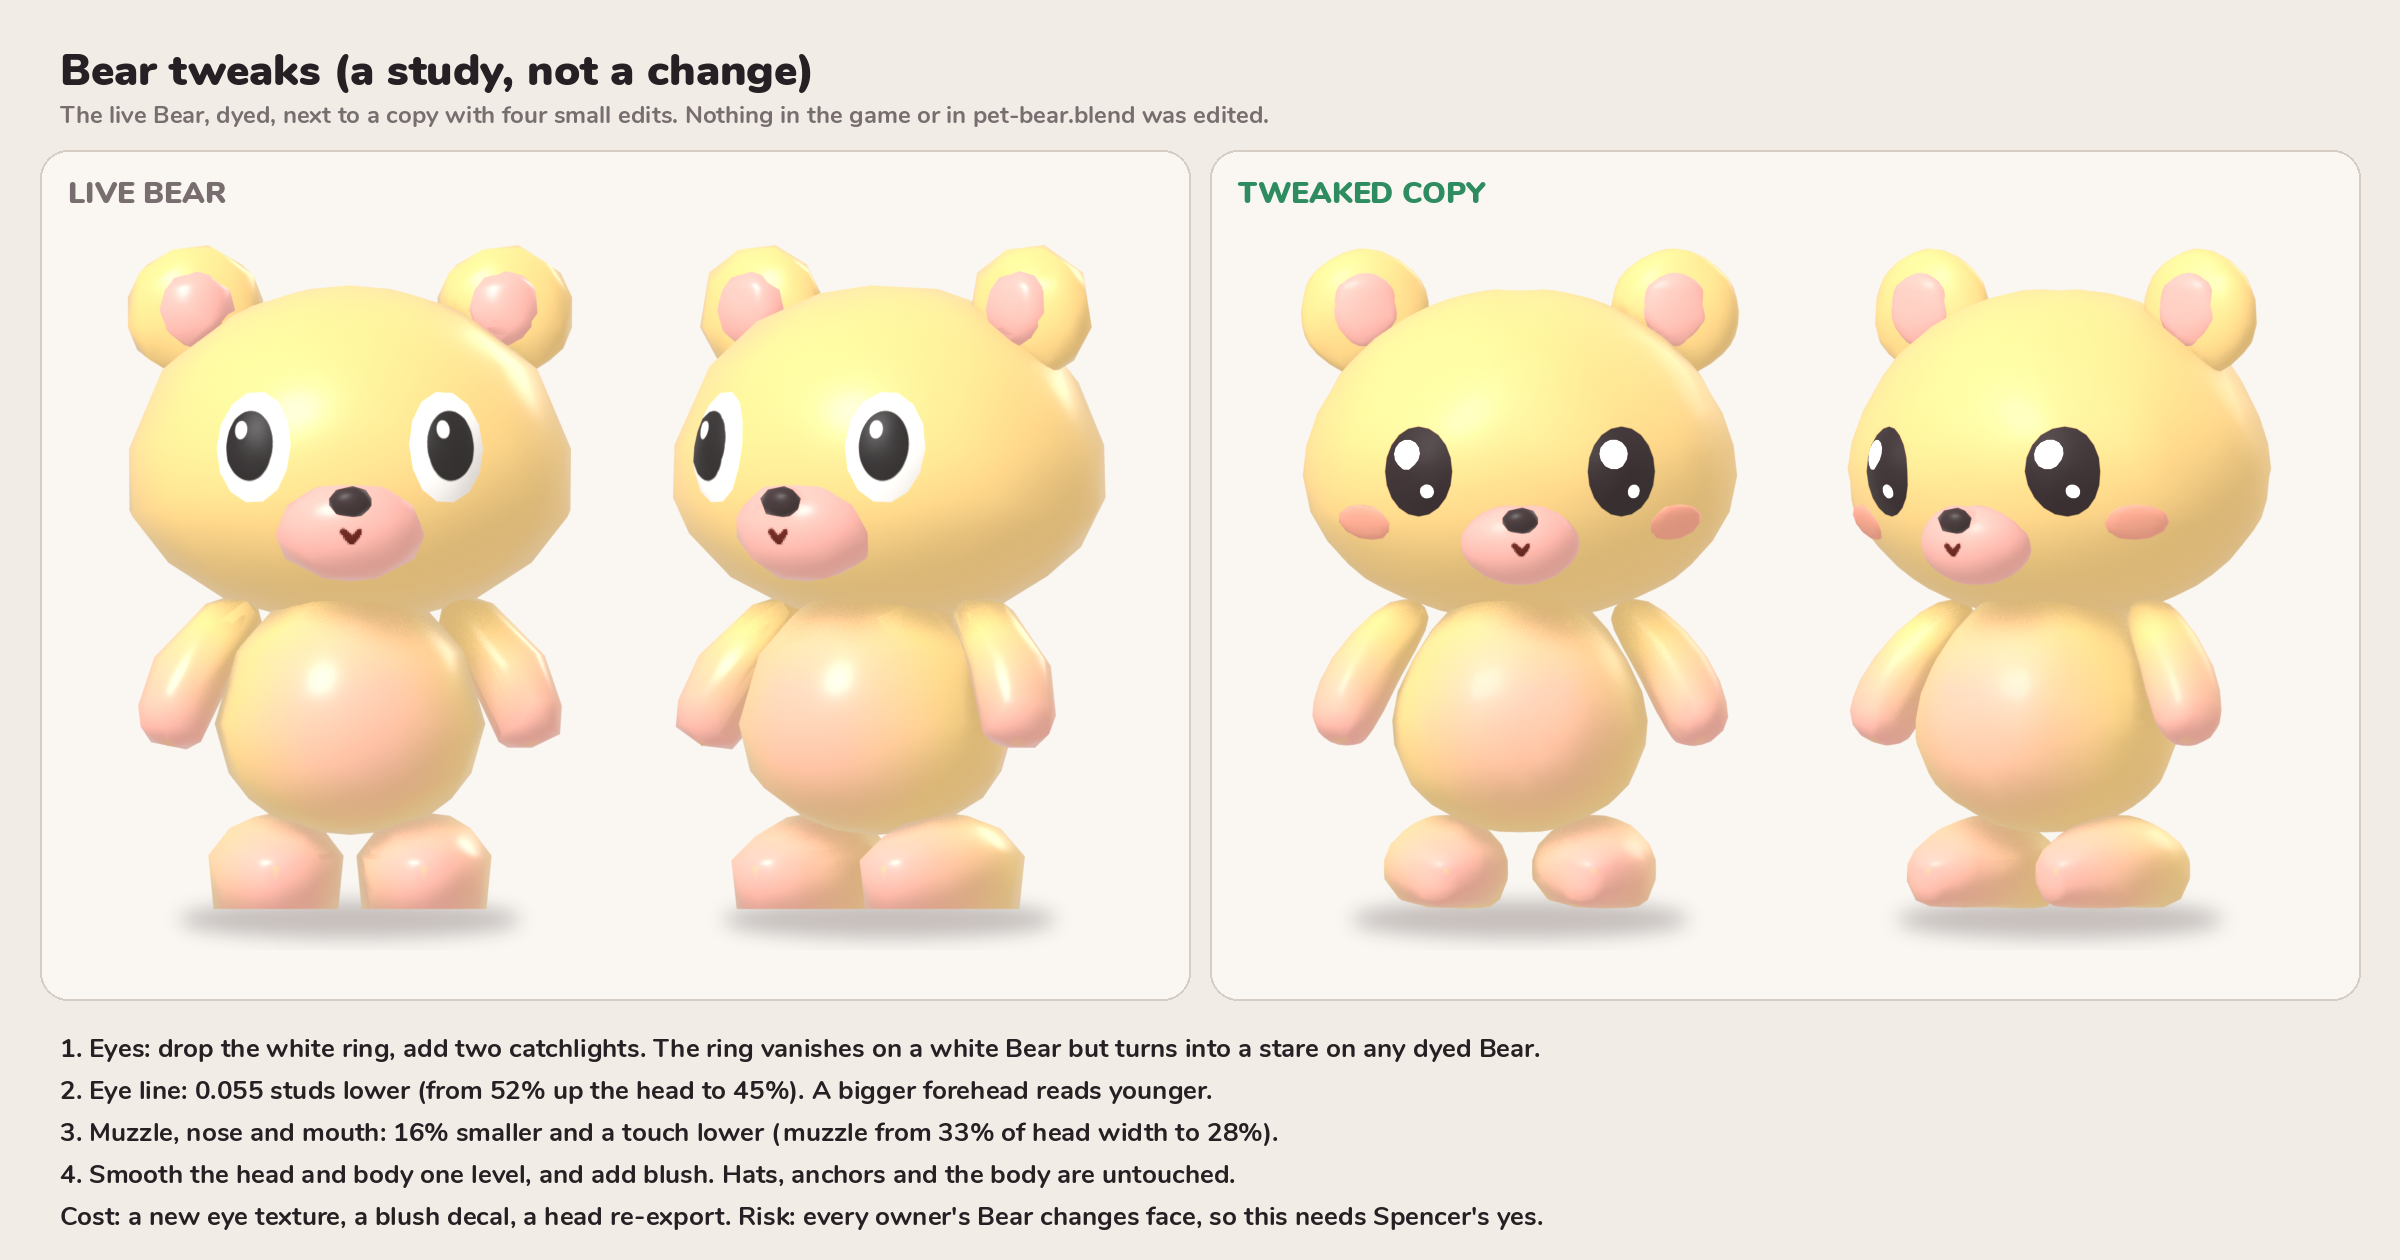 Bear tweaks (a study, not a change)
The live Bear, dyed, next to a copy with four small edits. Nothing in the game or in pet-bear.blend was edited.
LIVE BEAR
TWEAKED COPY
1. Eyes: drop the white ring, add two catchlights. The ring vanishes on a white Bear but turns into a stare on any dyed Bear.
2. Eye line: 0.055 studs lower (from 52% up the head to 45%). A bigger forehead reads younger.
3. Muzzle, nose and mouth: 16% smaller and a touch lower (muzzle from 33% of head width to 28%).
4. Smooth the head and body one level, and add blush. Hats, anchors and the body are untouched.
Cost: a new eye texture, a blush decal, a head re-export. Risk: every owner's Bear changes face, so this needs Spencer's yes.